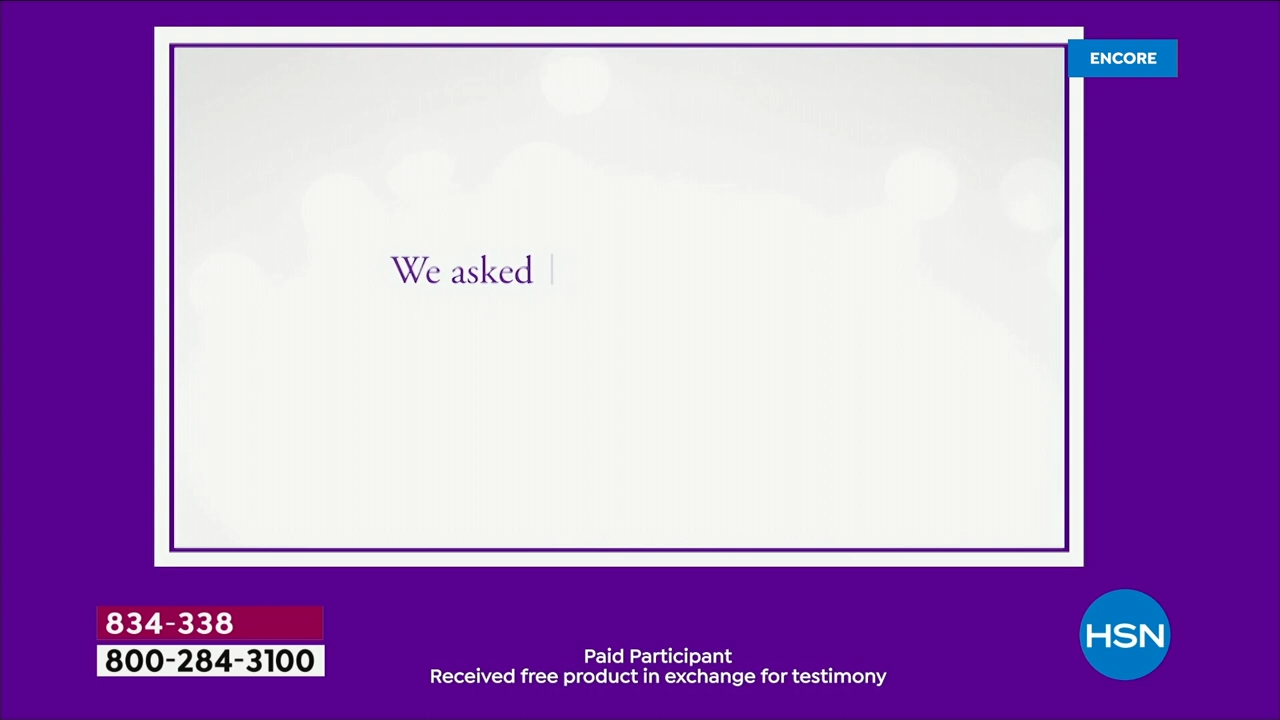 ENCORE
We asked
834-338
800-284-3100
Paid Participant
Received free product in exchange for testimony
HSN